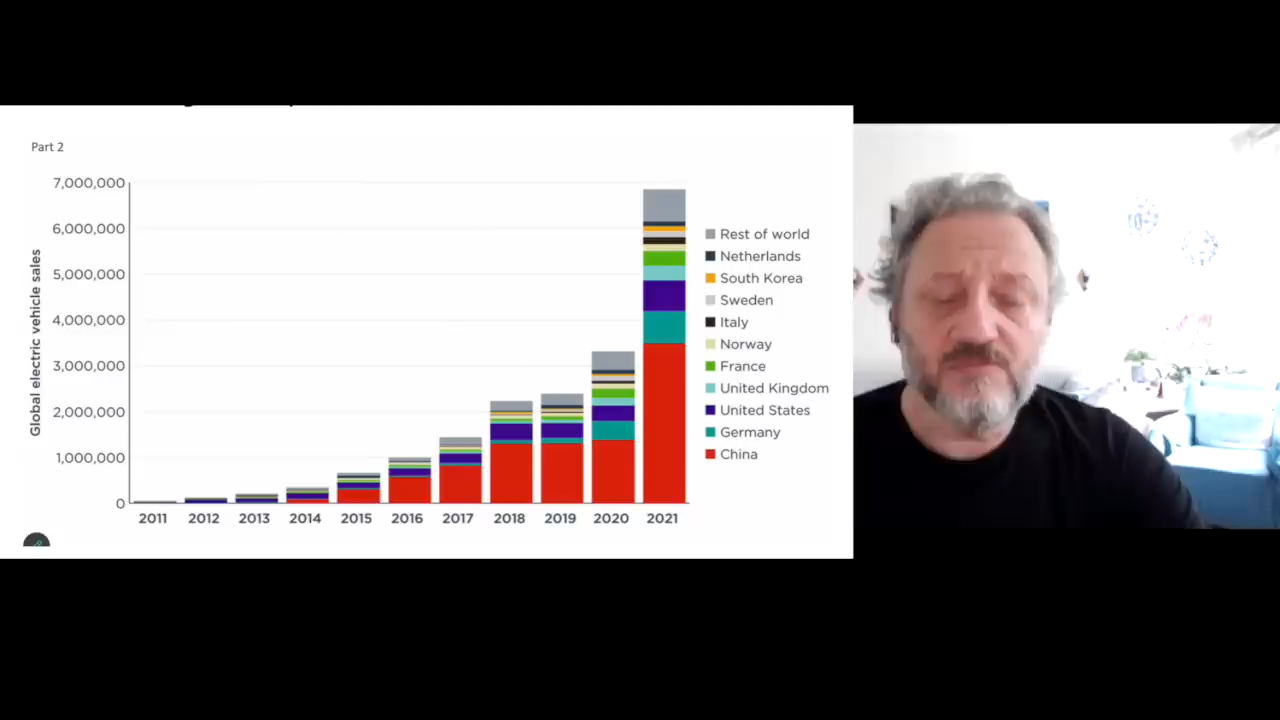 Part 2
Global electric vehicle sales
7,000,000
6,000,000
5,000,000
4,000,000
3,000,000
2,000,000
1,000,000
0
2011 2012 2013 2014 2015 2016 2017 2018 2019 2020 2021
Rest of world
Netherlands
South Korea
Sweden
Italy
Norway
France
United Kingdom
United States
Germany
China